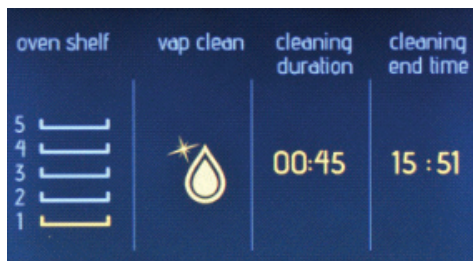 oven shelf
vap clean
cleaning
duration
cleaning
end time
5
4
3
2
1
00:45
15:51